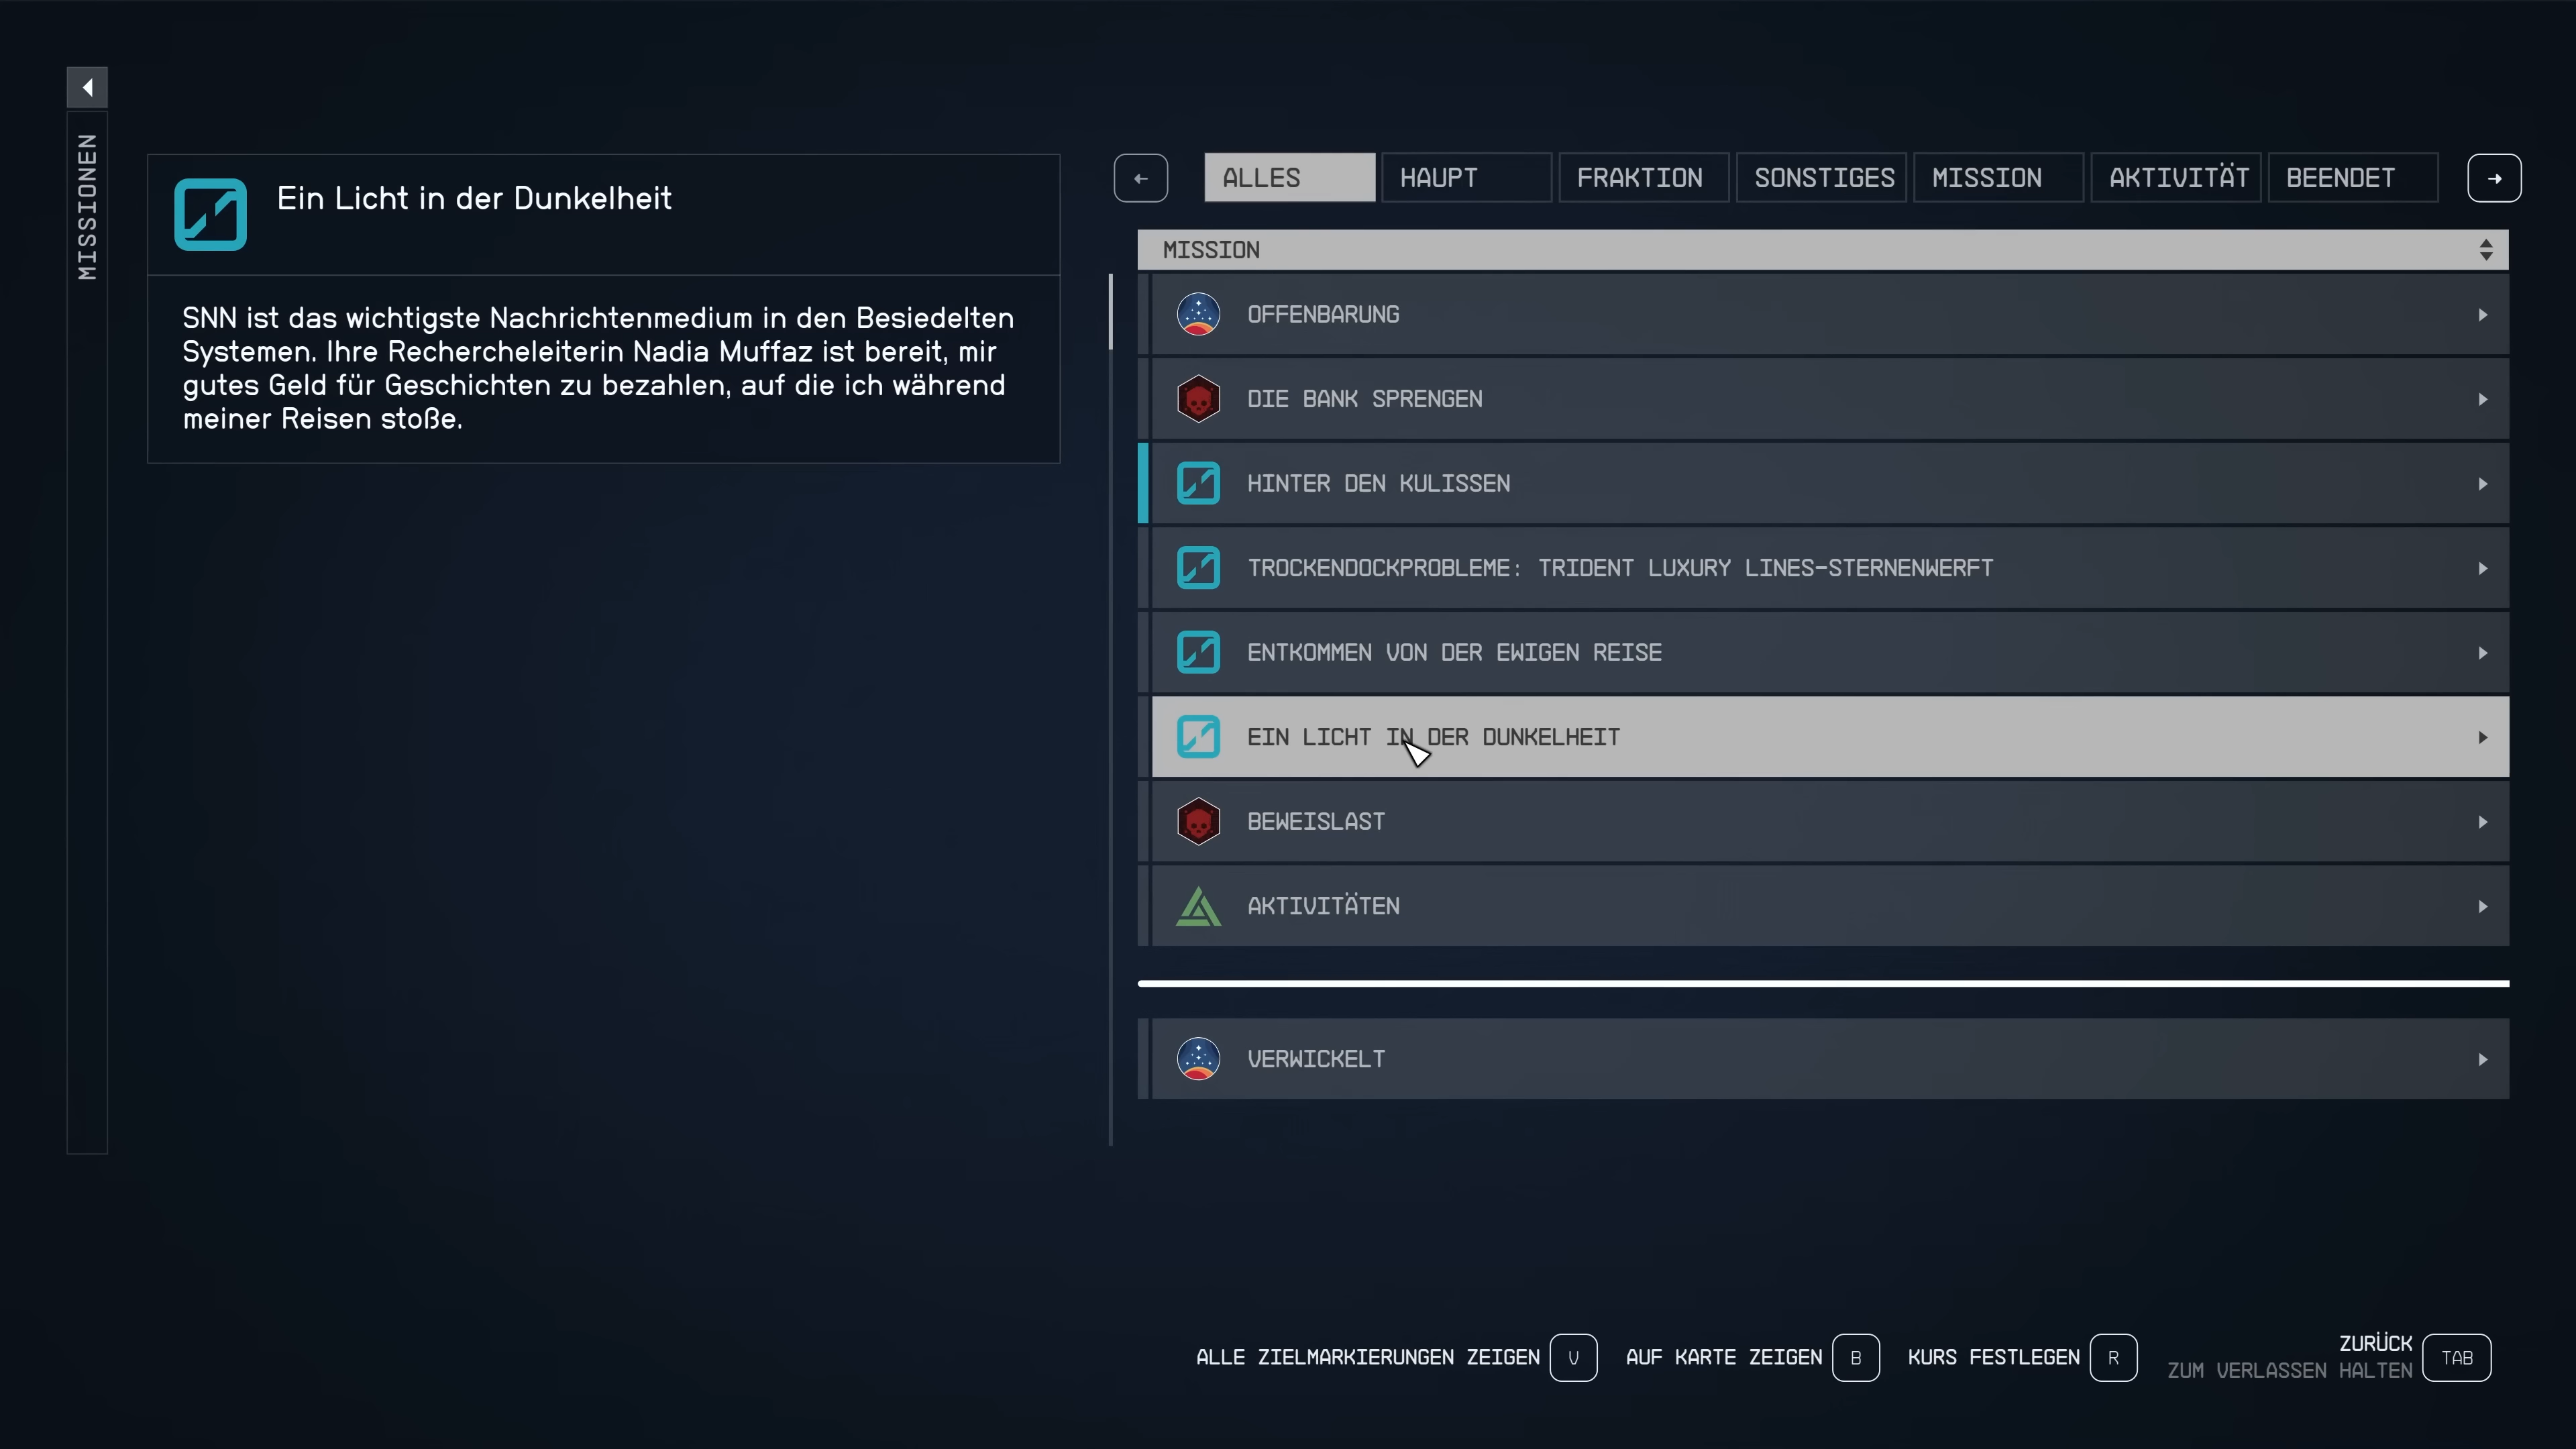 MISSIONEN
Ein Licht in der Dunkelheit
SNN ist das wichtigste Nachrichtenmedium in den Besiedelten
Systemen. Ihre Rechercheleiterin Nadia Muffaz ist bereit, mir
gutes Geld für Geschichten zu bezahlen, auf die ich während
meiner Reisen stoße.
ALLES HAUPT FRAKTION SONSTIGES MISSION AKTIVITÄT BEENDET
MISSION
OFFENBARUNG
DIE BANK SPRENGEN
HINTER DEN KULISSEN
TROCKENDOCKPROBLEME: TRIDENT LUXURY LINES-STERNENWERFT
ENTKOMMEN VON DER EWIGEN REISE
EIN LICHT IN DER DUNKELHEIT
BEWEISLAST
AKTIVITÄTEN
VERWICKELT
ALLE ZIELMARKIERUNGEN ZEIGEN V AUF KARTE ZEIGEN B KURS FESTLEGEN R ZURÜCK TAB
ZUM VERLASSEN HALTEN